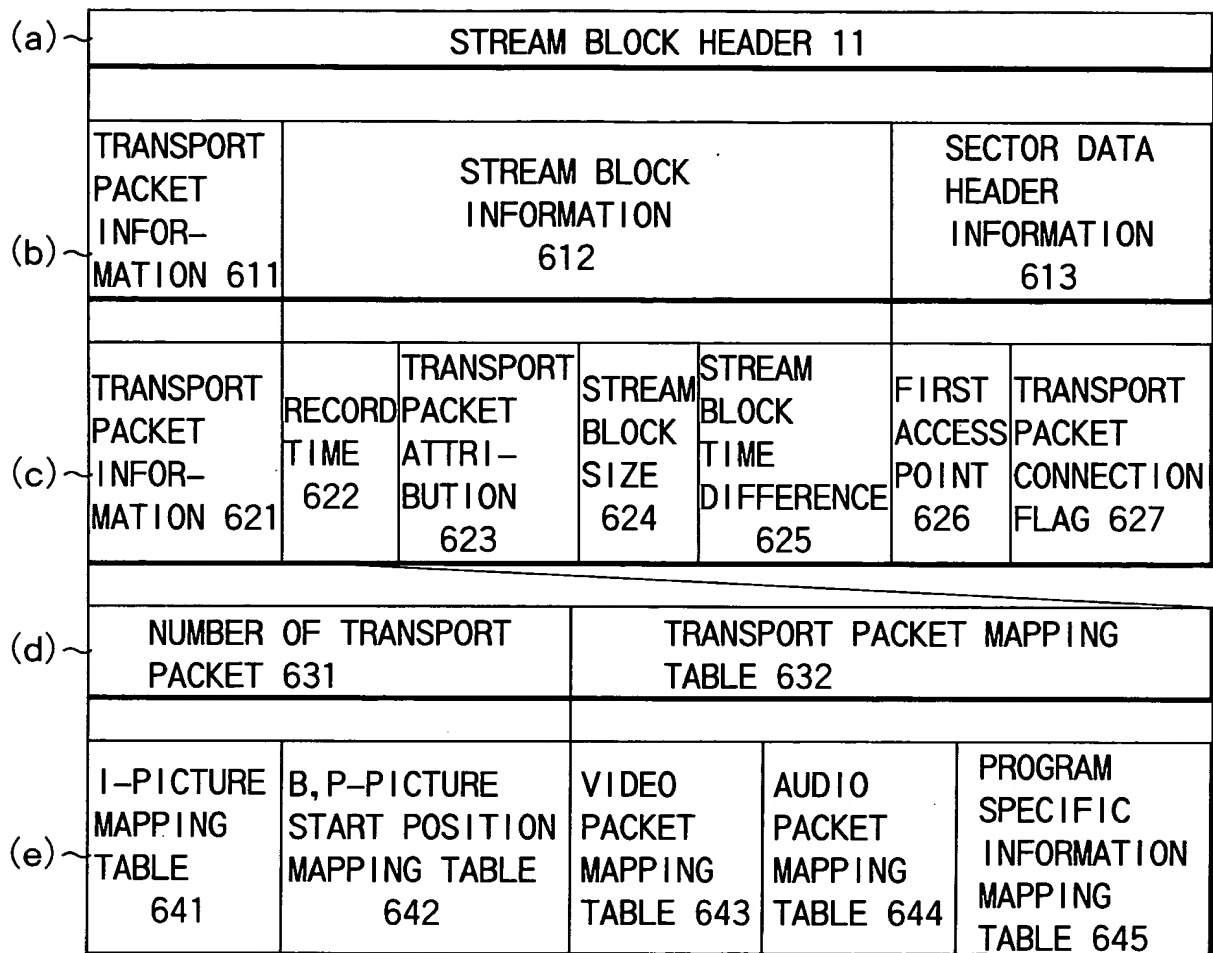 (a)
STREAM BLOCK HEADER 11
(b)
TRANSPORT
PACKET
INFOR-
MATION 611
STREAM BLOCK
INFORMATION
612
SECTOR DATA
HEADER
INFORMATION
613
(c)
TRANSPORT
PACKET
INFOR-
MATION 621
RECORD
TIME
622
TRANSPORT
PACKET
ATTRI-
BUTION
623
STREAM
BLOCK
SIZE
624
STREAM
BLOCK
TIME
DIFFERENCE
625
FIRST
ACCESS
POINT
626
TRANSPORT
PACKET
CONNECTION
FLAG 627
(d)
NUMBER OF TRANSPORT
PACKET 631
TRANSPORT PACKET MAPPING
TABLE 632
(e)
I-PICTURE
MAPPING
TABLE
641
B,P-PICTURE
START POSITION
MAPPING TABLE
642
VIDEO
PACKET
MAPPING
TABLE 643
AUDIO
PACKET
MAPPING
TABLE 644
PROGRAM
SPECIFIC
INFORMATION
MAPPING
TABLE 645